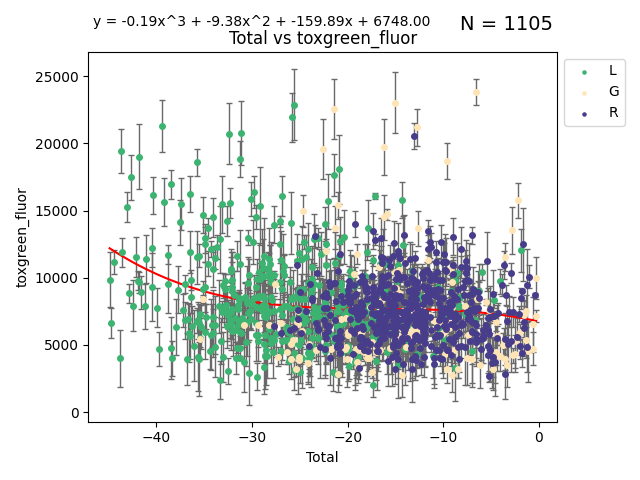 y = -0.19x^3 + -9.38x^2 + -159.89x + 6748.00
N = 1105
Total vs toxgreen_fluor
25000
20000
15000
10000
5000
0
toxgreen_fluor
−40
−30
−20
−10
0
Total
L
G
R